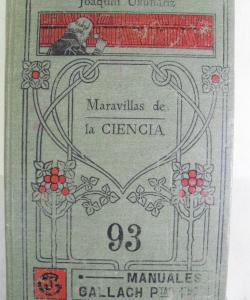 Joaquín
Maravillas de
la CIENCIA
93
MANUALES
GALLACH